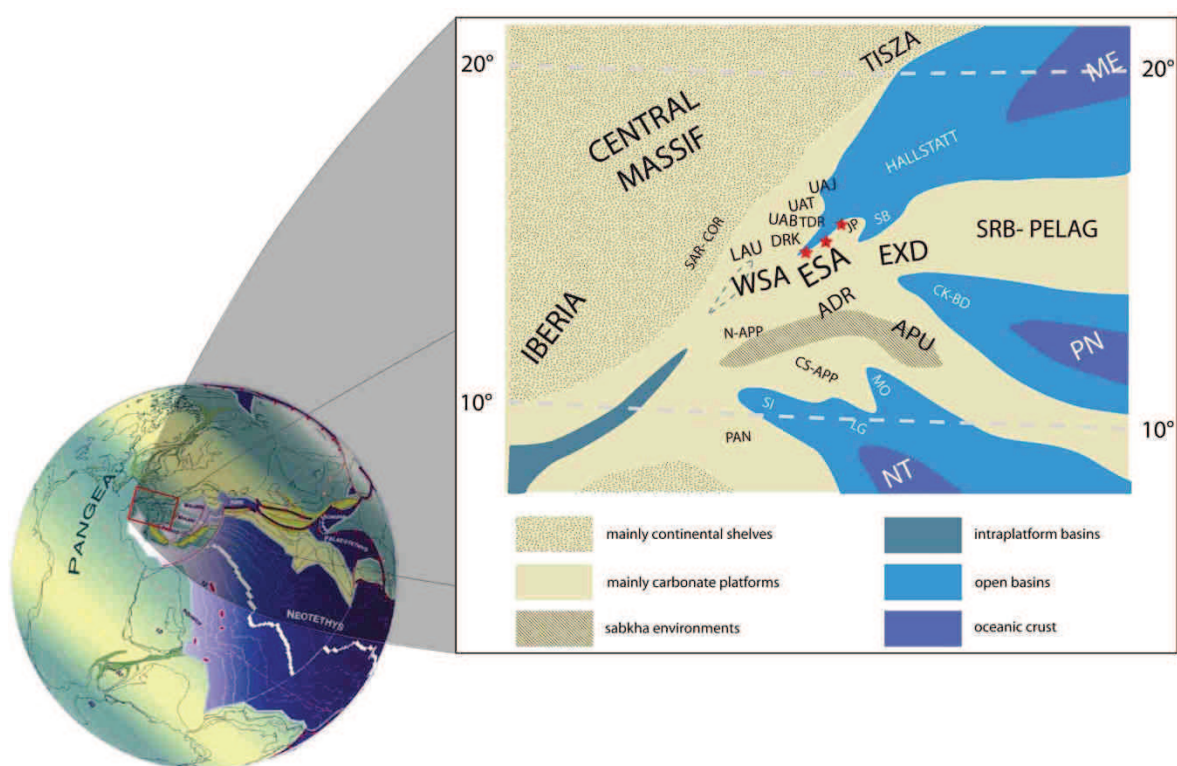 20°
20°
TISZA
ME
CENTRAL
MASSIF
HALLSTATT
UAJ
UAT
UAB
TDR
JP
SB
SAR- COR
LAU
DRK
SRB- PELAG
EXD
WSA
ESA
IBERIA
ADR
CK-BD
N-APP
APU
PN
CS-APP
MO
10°
10°
SI
LG
PAN
NT
mainly continental shelves
intraplatform basins
mainly carbonate platforms
open basins
sabkha environments
oceanic crust
PANGEA
PALAEOTETHYS
NEOTETHYS